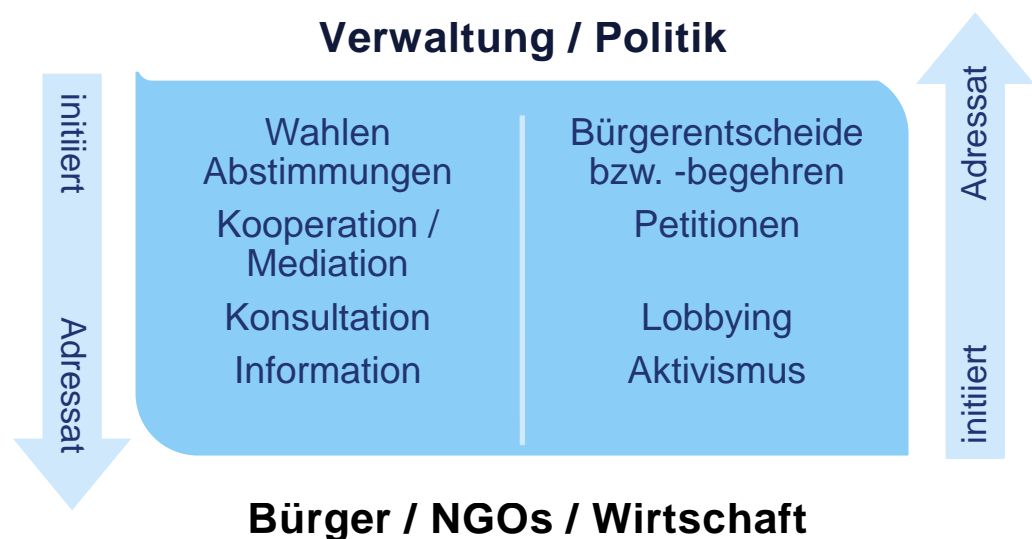 Verwaltung / Politik
initiiert
Adressat
Wahlen
Abstimmungen
Kooperation /
Mediation
Konsultation
Information
Bürgerentscheide
bzw. -begehren
Petitionen
Lobbying
Aktivismus
Adressat
initiiert
Bürger / NGOs / Wirtschaft